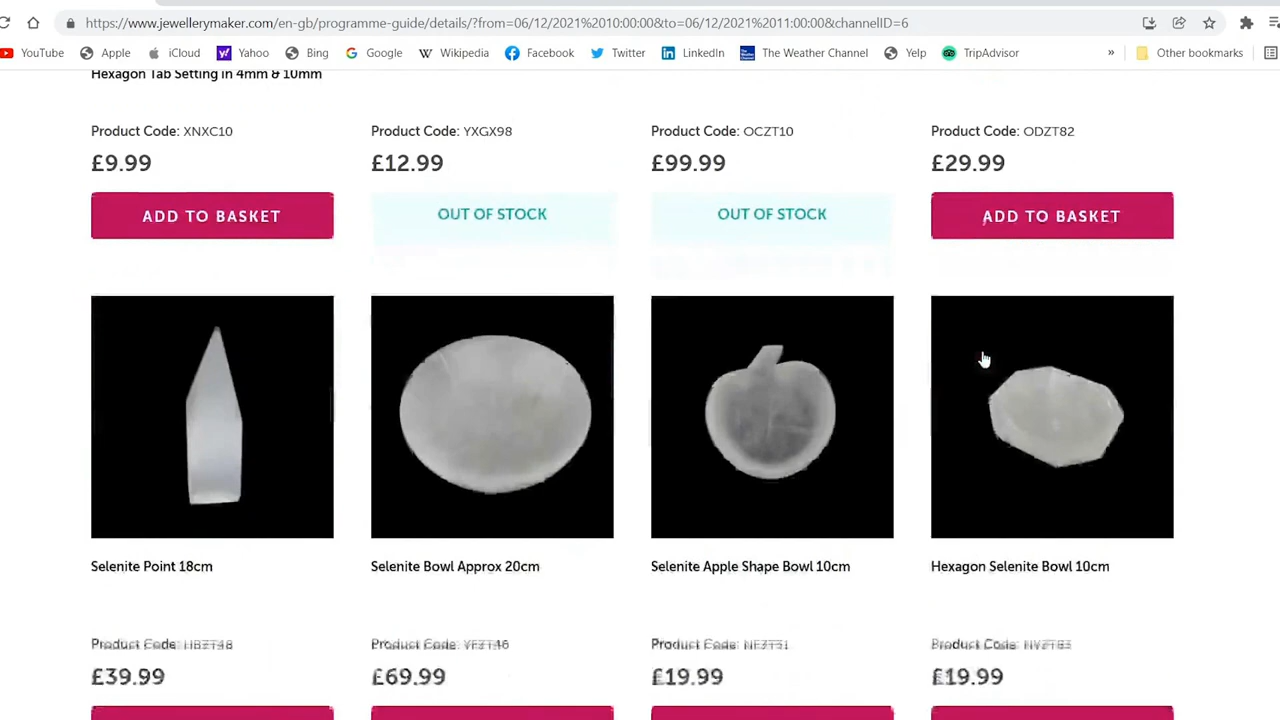 https://www.jewellerymaker.com/en-gb/programme-guide/details/?from=06/12/2021%2010:00:00&to=06/12/2021%2011:00:00&channelID=6
YouTube Apple iCloud Yahoo Bing Google Wikipedia Facebook Twitter LinkedIn The Weather Channel Yelp TripAdvisor » Other bookmarks
Hexagon Tab Setting in 4mm & 10mm
Product Code: XNXC10 Product Code: YXGX98 Product Code: OCZT10 Product Code: ODZT82
£9.99 £12.99 £99.99 £29.99
ADD TO BASKET OUT OF STOCK OUT OF STOCK ADD TO BASKET
Selenite Point 18cm Selenite Bowl Approx 20cm Selenite Apple Shape Bowl 10cm Hexagon Selenite Bowl 10cm
Product Code: Product Code: Product Code: Product Code:
£39.99 £69.99 £19.99 £19.99